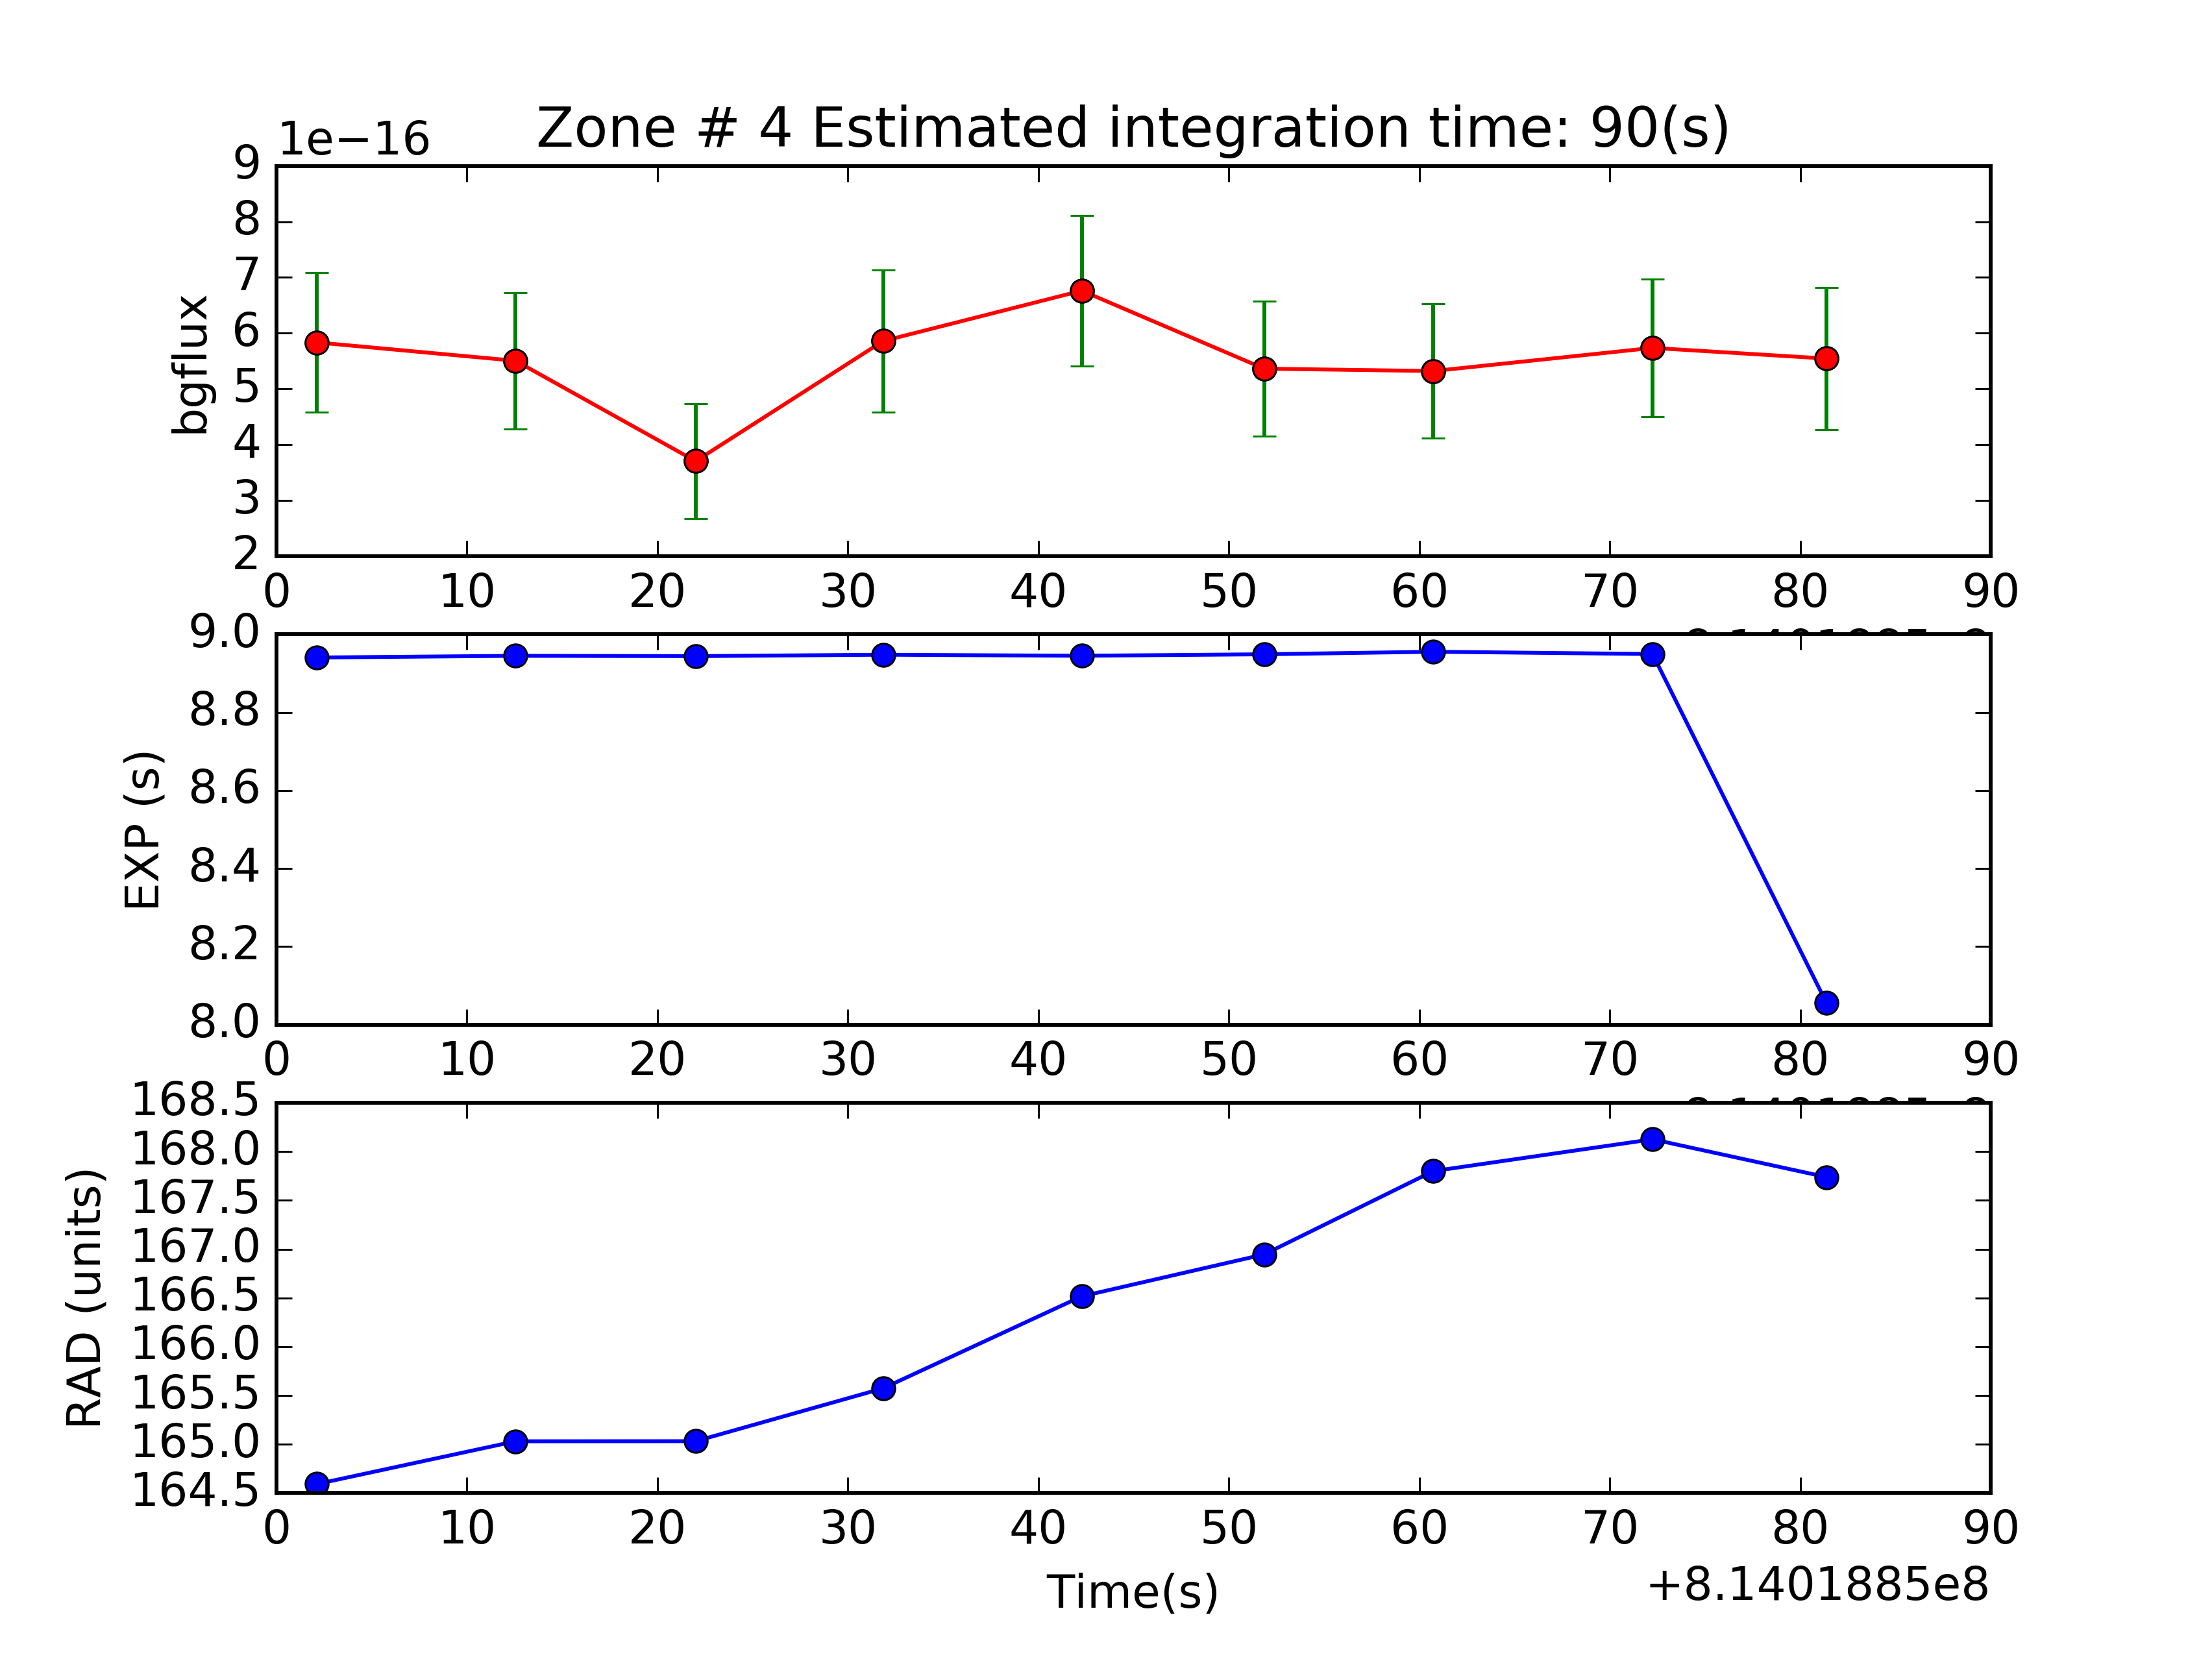 Zone # 4 Estimated integration time: 90(s)
1e−16
9
8
7
6
5
4
3
2
bgflux
0 10 20 30 40 50 60 70 80 90
9.0
8.8
8.6
8.4
8.2
8.0
EXP (s)
0 10 20 30 40 50 60 70 80 90
168.5
168.0
167.5
167.0
166.5
166.0
165.5
165.0
164.5
RAD (units)
0 10 20 30 40 50 60 70 80 90
Time(s)
+8.1401885e8